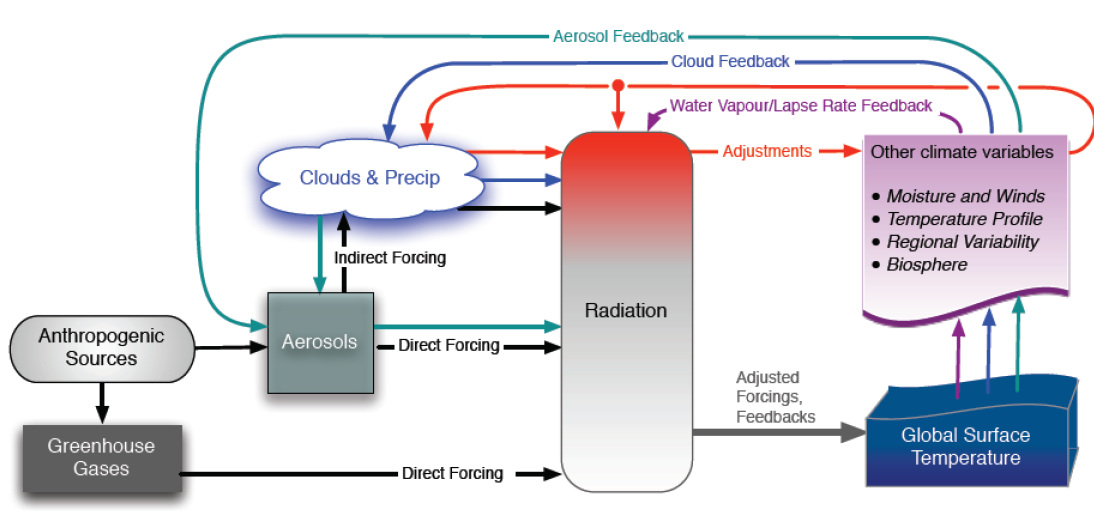 Aerosol Feedback
Cloud Feedback
Water Vapour/Lapse Rate Feedback
Adjustments
Other climate variables
• Moisture and Winds
• Temperature Profile
• Regional Variability
• Biosphere
Clouds & Precip
Indirect Forcing
Radiation
Anthropogenic
Sources
Aerosols
Direct Forcing
Adjusted
Forcings,
Feedbacks
Greenhouse
Gases
Direct Forcing
Global Surface
Temperature